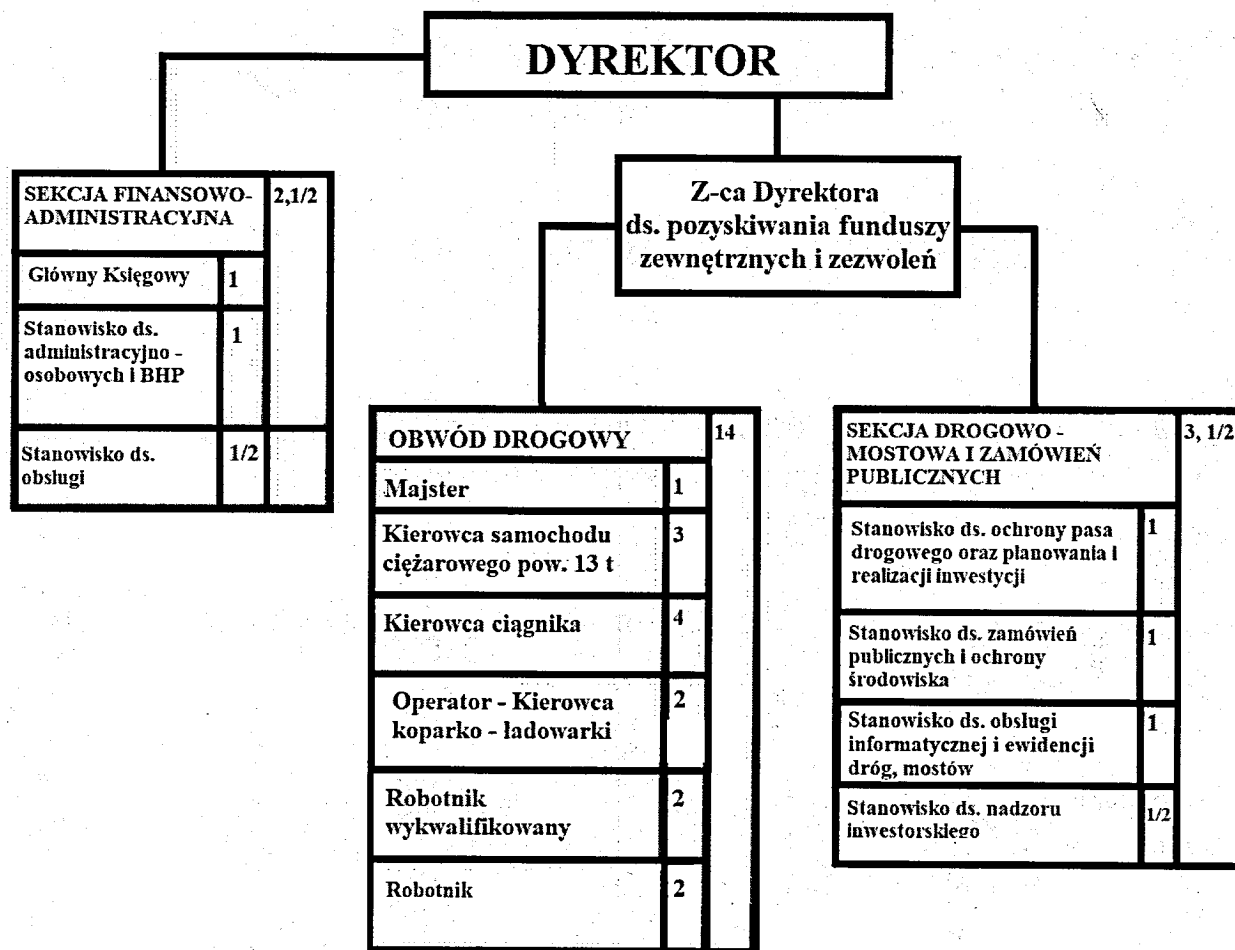 DYREKTOR
Z-ca Dyrektora
ds. pozyskiwania funduszy
zewnętrznych i zezwoleń
SEKCJA FINANSOWO-
ADMINISTRACYJNA
2,1/2
Główny Księgowy
1
Stanowisko ds.
administracyjno -
osobowych i BHP
1
Stanowisko ds.
obsługi
1/2
OBWÓD DROGOWY
14
Majster
1
Kierowca samochodu
ciężarowego pow. 13 t
3
Kierowca ciągnika
4
Operator - Kierowca
koparko - ładowarki
2
Robotnik
wykwalifikowany
2
Robotnik
2
SEKCJA DROGOWO -
MOSTOWA I ZAMÓWIEŃ
PUBLICZNYCH
3, 1/2
Stanowisko ds. ochrony pasa
drogowego oraz planowania i
realizacji inwestycji
1
Stanowisko ds. zamówień
publicznych i ochrony
środowiska
1
Stanowisko ds. obsługi
informatycznej i ewidencji
dróg, mostów
1
Stanowisko ds. nadzoru
inwestorskiego
1/2